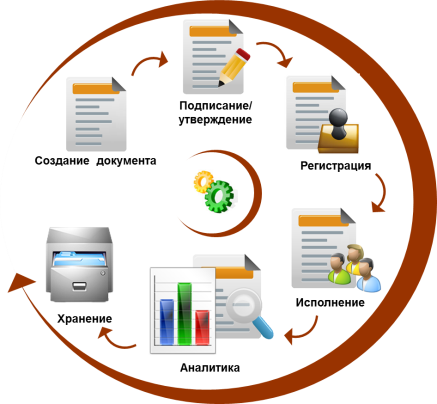 Создание документа
Подписание/
утверждение
Регистрация
Исполнение
Аналитика
Хранение